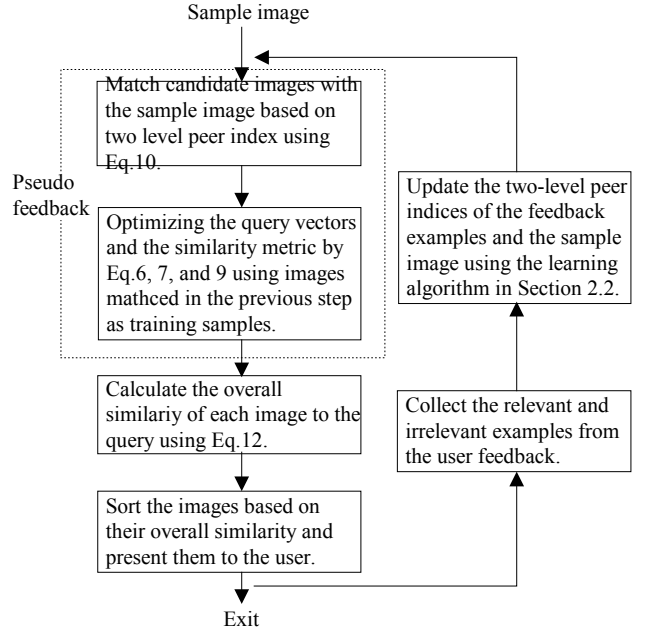 Sample image
Match candidate images with
the sample image based on
two level peer index using
Eq.10.
Pseudo
feedback
Optimizing the query vectors
and the similarity metric by
Eq.6, 7, and 9 using images
mathced in the previous step
as training samples.
Calculate the overall
similariy of each image to the
query using Eq.12.
Sort the images based on
their overall similarity and
present them to the user.
Exit
Update the two-level peer
indices of the feedback
examples and the sample
image using the learning
algorithm in Section 2.2.
Collect the relevant and
irrelevant examples from
the user feedback.